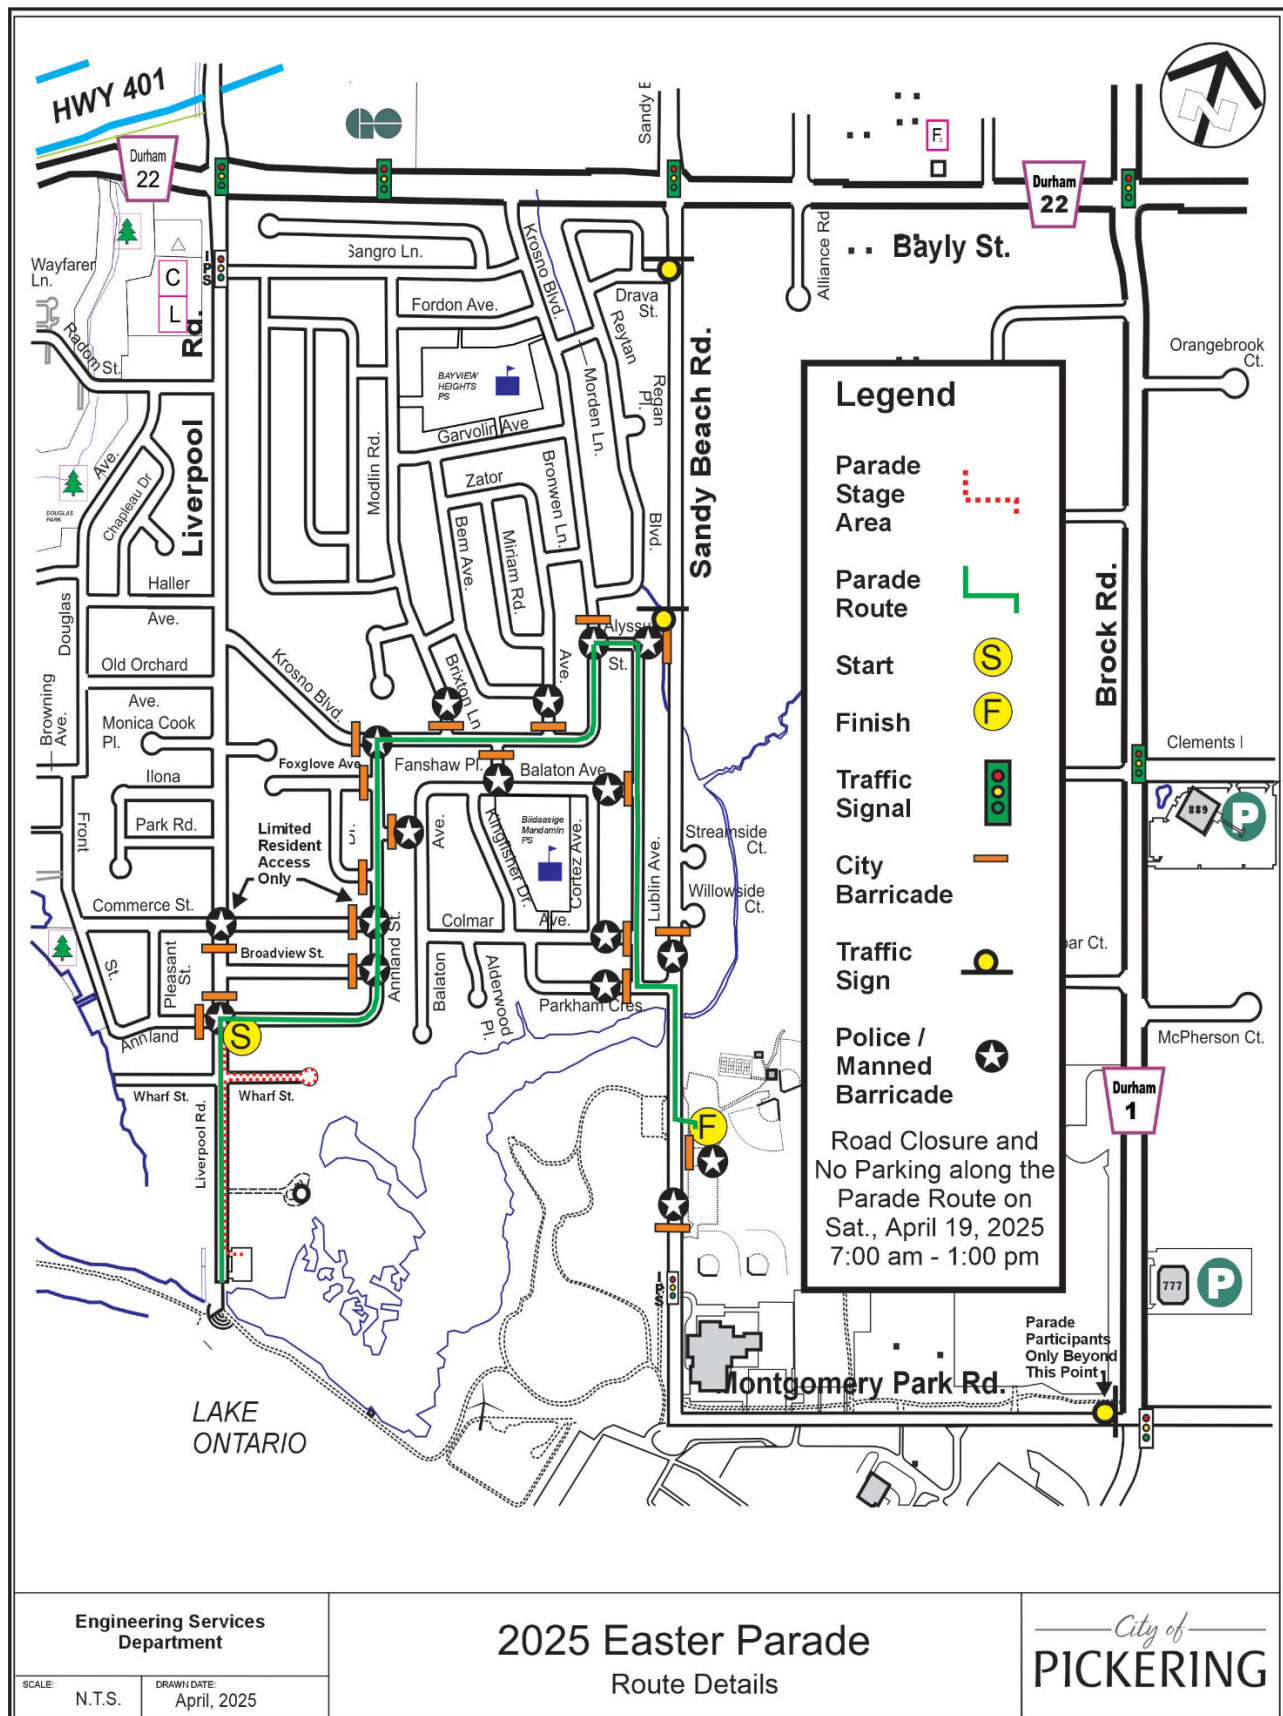 HWY 401
Durham
22
Sandy B
F
Durham
22
N
Bayly St.
Alliance Rd
Wayfarer
Ln.
C
L
I
P
S
Sangro Ln.
Krosno Blvd.
Fordon Ave.
Drava
St.
Reytan
Radom St.
Liverpool
Rd.
BAYVIEW
HEIGHTS
PS
Morden Ln.
Regan
Pl.
Sandy Beach Rd.
Orangebrook
Ct.
Garvolin Ave
Modlin Rd.
Zator
Bronwen Ln.
Bem Ave.
Miriam Rd.
Blvd.
Ave.
Chapleau Dr
DOUGLAS
PARK
Haller
Ave.
Douglas
Old Orchard
Ave.
Browning
Ave.
Monica Cook
Pl.
Krosno Blvd.
Brixton Ln
Ave.
Alyssu
St.
Brock Rd.
Clements
Ilona
Park Rd.
Foxglove Ave
Fanshaw Pl.
Balaton Ave
Front
St.
Limited
Resident
Access
Only
Ave.
Kingfisher Dr.
Biidaasige
Mandamin
PS
Cortez Ave.
Lublin Ave.
Streamside
Ct.
Willowside
Ct.
889
P
Commerce St.
Colmar
Ave.
Pleasant
St.
Broadview St.
Annland St.
Balaton
Alderwood
Pl.
Parkham Cres
bar Ct.
Annland
S
McPherson Ct.
Wharf St.
Wharf St.
Liverpool Rd.
F
Durham
1
I
P
S
777
P
Parade
Participants
Only Beyond
This Point
Montgomery Park Rd.
LAKE
ONTARIO
Legend
Parade
Stage
Area
Parade
Route
Start
S
Finish
F
Traffic
Signal
City
Barricade
Traffic
Sign
Police /
Manned
Barricade
Road Closure and
No Parking along the
Parade Route on
Sat., April 19, 2025
7:00 am - 1:00 pm
Engineering Services
Department
SCALE:
N.T.S.
DRAWN DATE:
April, 2025
2025 Easter Parade
Route Details
City of
PICKERING